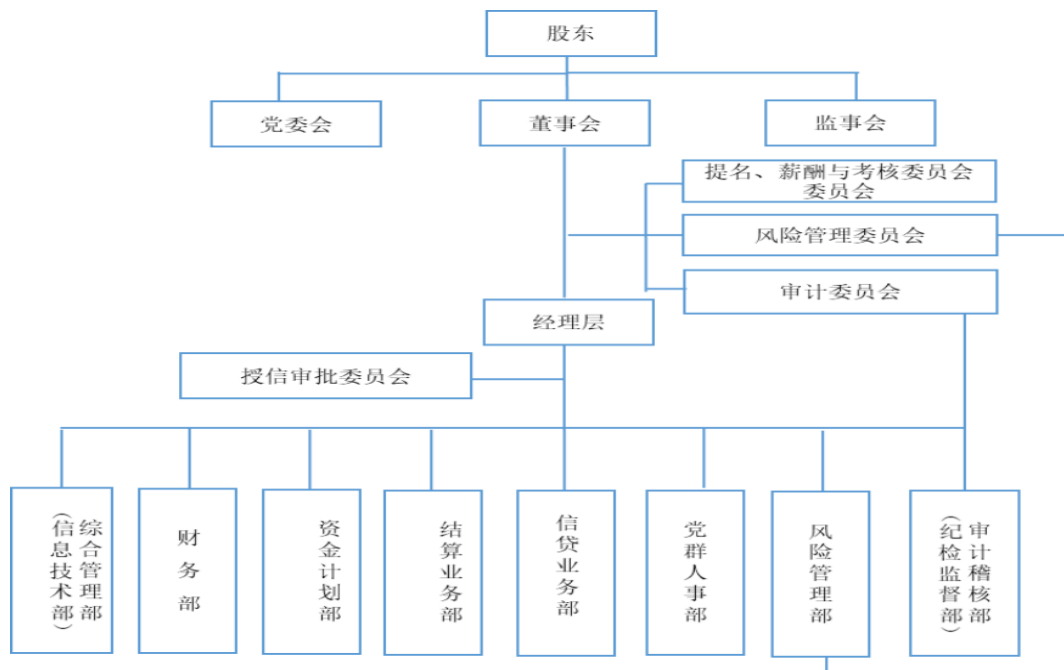 股东
党委会
董事会
监事会
提名、薪酬与考核委员会
委员会
风险管理委员会
审计委员会
经理层
授信审批委员会
综合管理部
（信息技术部）
财务部
资金计划部
结算业务部
信贷业务部
党群人事部
风险管理部
审计稽核部
（纪检监督部）